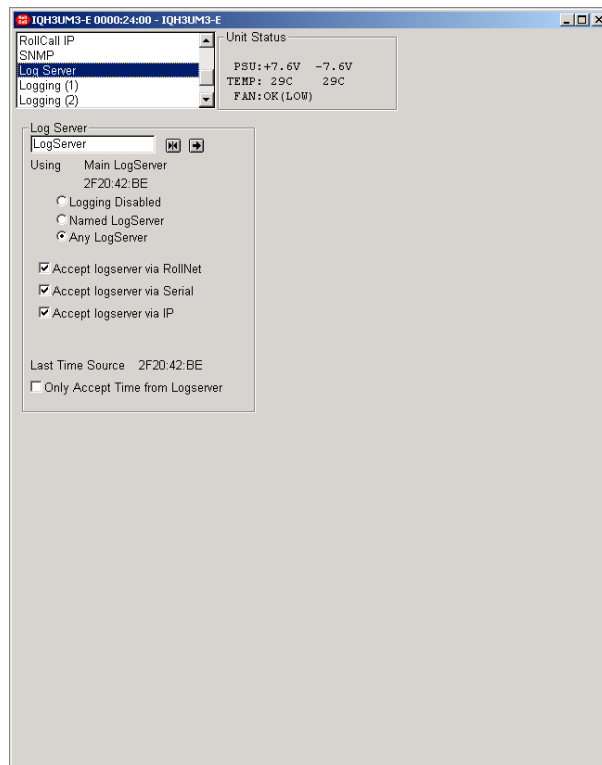 IQH3UM3-E 0000:24:00 - IQH3UM3-E
RollCall IP
SNMP
Log Server
Logging (1)
Logging (2)
Unit Status
PSU:+7.6V -7.6V
TEMP: 29C 29C
FAN:OK(LOW)
Log Server
LogServer
Using Main LogServer
2F20:42:BE
Logging Disabled
Named LogServer
Any LogServer
Accept logserver via RollNet
Accept logserver via Serial
Accept logserver via IP
Last Time Source 2F20:42:BE
Only Accept Time from Logserver